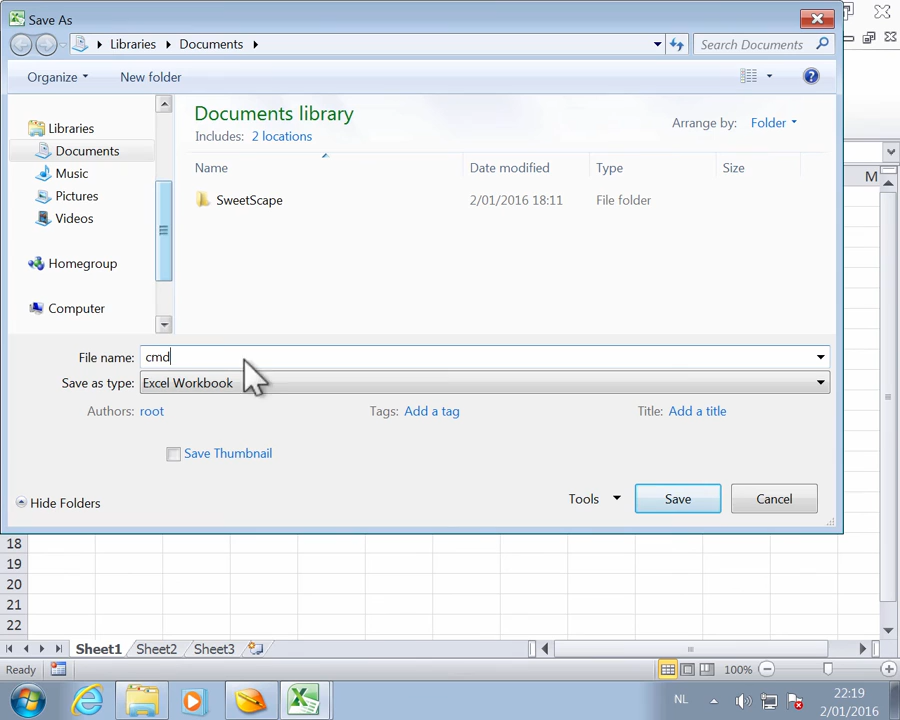 Save As
Libraries Documents
Search Documents
Organize New folder
Documents library
Includes: 2 locations
Arrange by: Folder
Name Date modified Type Size
SweetScape 2/01/2016 18:11 File folder
Libraries
Documents
Music
Pictures
Videos
Homegroup
Computer
File name: cmd
Save as type: Excel Workbook
Authors: root Tags: Add a tag Title: Add a title
Save Thumbnail
Hide Folders
Tools Save Cancel
M
18
19
20
21
22
Sheet1 Sheet2 Sheet3
Ready 100%
NL 22:19
2/01/2016